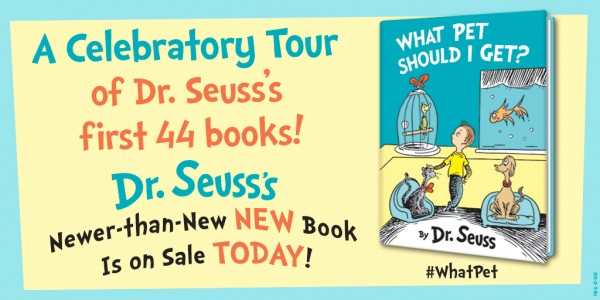 A Celebratory Tour
of Dr. Seuss's
first 44 books!
Dr. Seuss's
Newer-than-New NEW Book
Is on Sale TODAY!
WHAT PET
SHOULD I GET?
By Dr. Seuss
#WhatPet